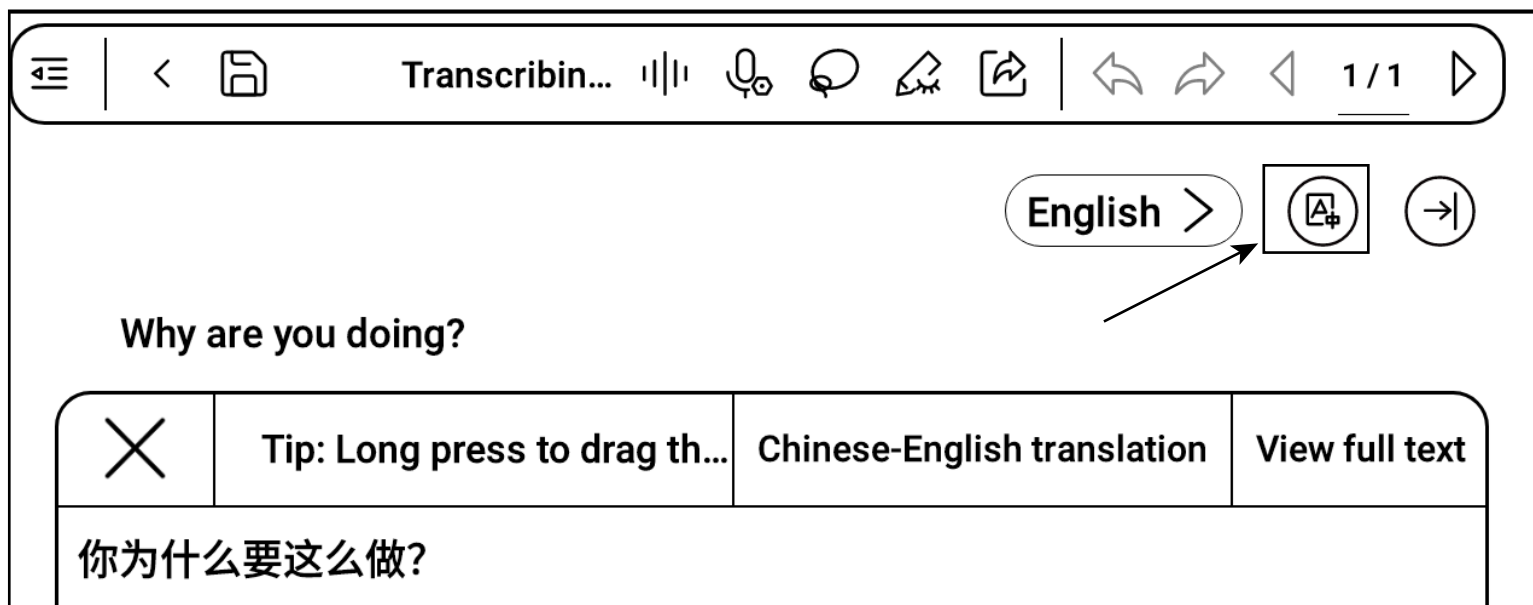 Transcribin... 1 / 1
English
Why are you doing?
Tip: Long press to drag th... Chinese-English translation View full text
你为什么要这么做？